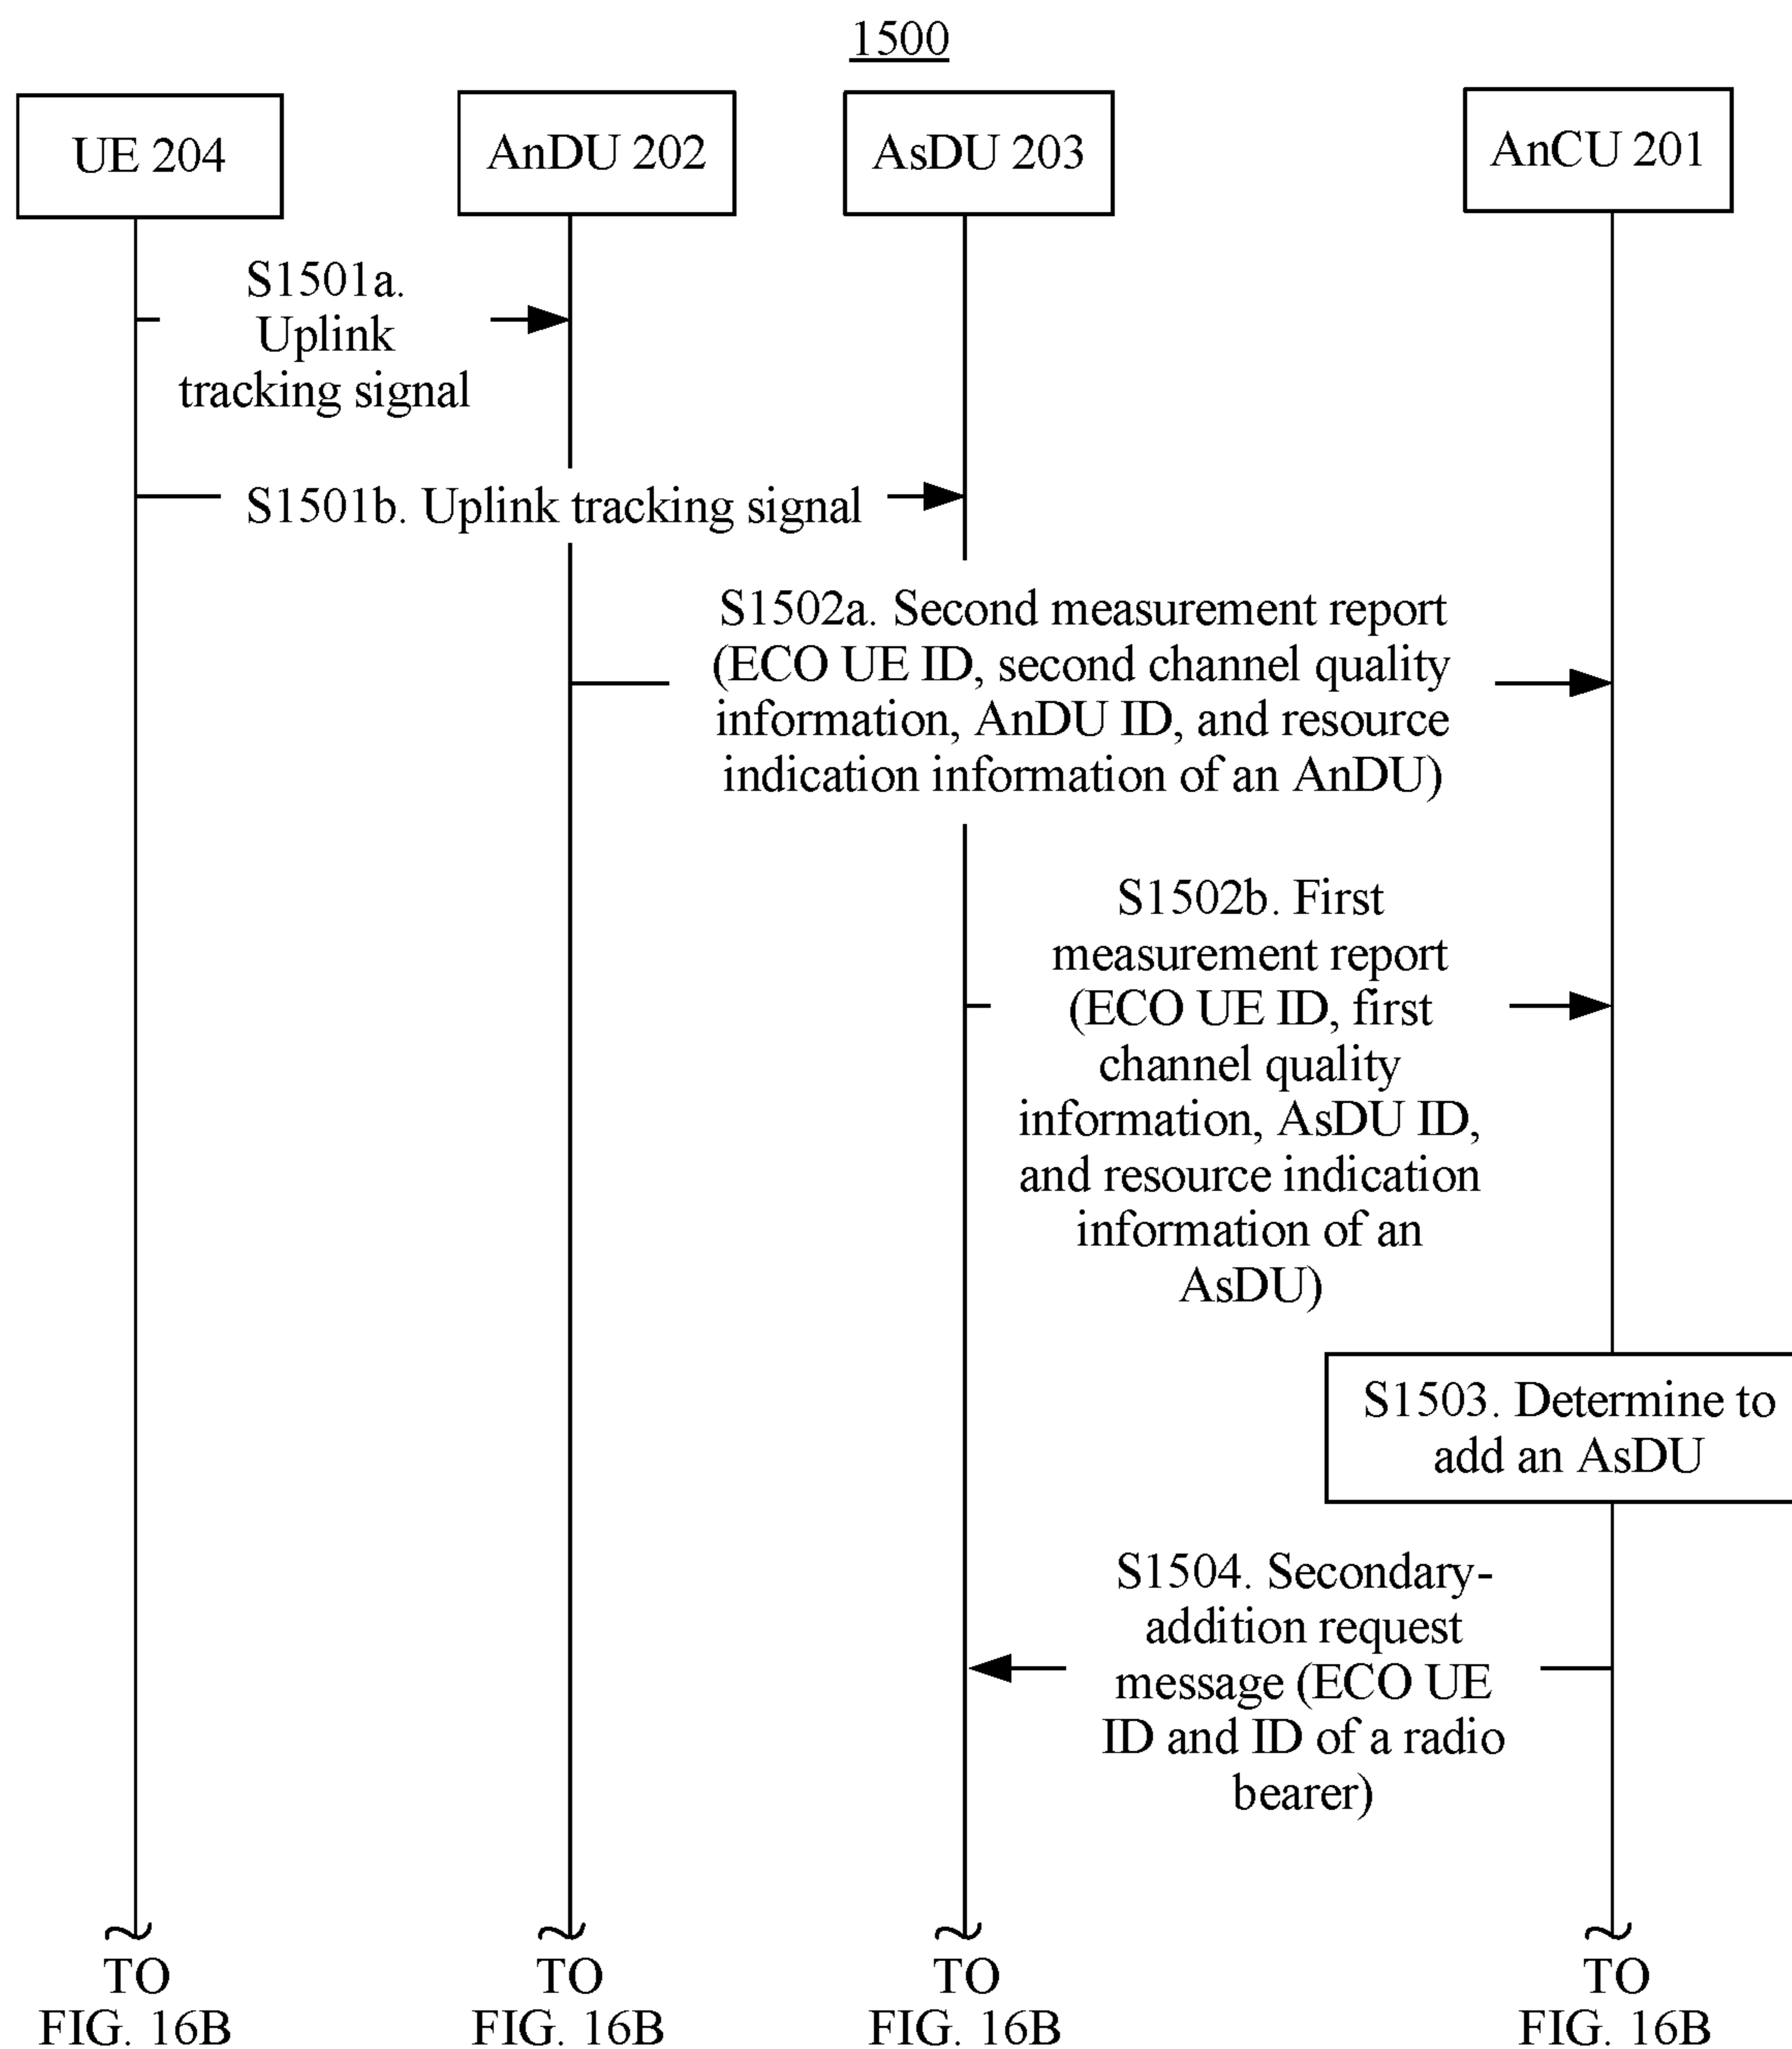 1500
UE 204
AnDU 202
AsDU 203
AnCU 201
S1501a.
Uplink
tracking signal
S1501b. Uplink tracking signal
S1502a. Second measurement report
(ECO UE ID, second channel quality
information, AnDU ID, and resource
indication information of an AnDU)
S1502b. First
measurement report
(ECO UE ID, first
channel quality
information, AsDU ID,
and resource indication
information of an
AsDU)
S1503. Determine to
add an AsDU
S1504. Secondary-
addition request
message (ECO UE
ID and ID of a radio
bearer)
TO
FIG. 16B
TO
FIG. 16B
TO
FIG. 16B
TO
FIG. 16B